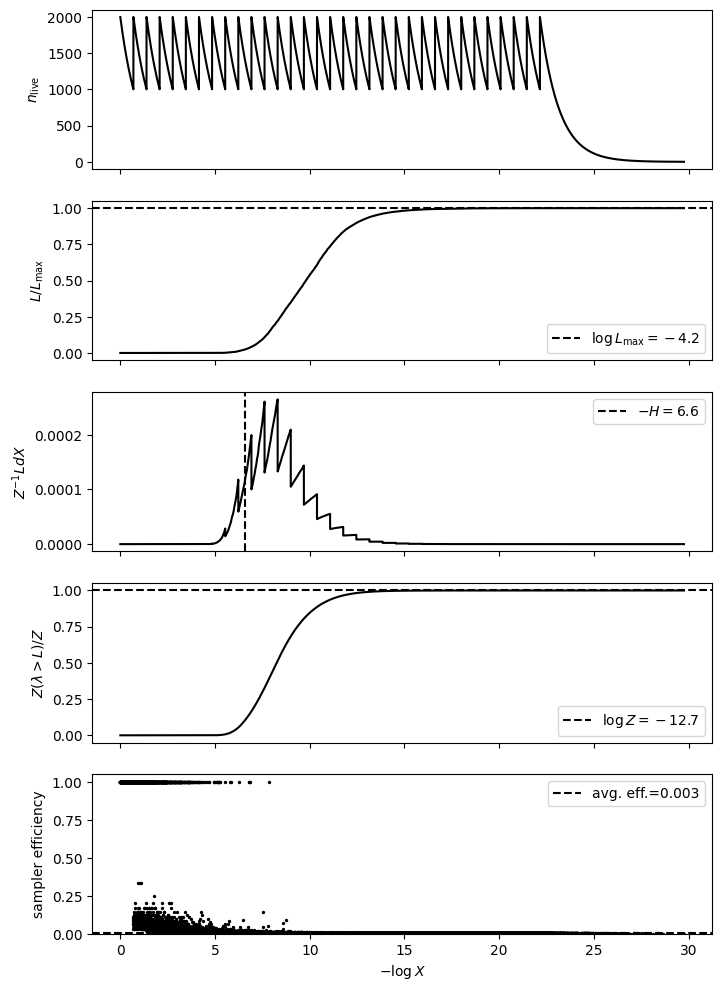 2000
1500
1000
500
0
n_live
1.00
0.75
0.50
0.25
0.00
L/L_max
log L_max = −4.2
0.0002
0.0001
0.0000
Z⁻¹LdX
−H = 6.6
1.00
0.75
0.50
0.25
0.00
Z(λ > L)/Z
log Z = −12.7
1.00
0.75
0.50
0.25
0.00
sampler efficiency
avg. eff.=0.003
0 5 10 15 20 25 30
−log X